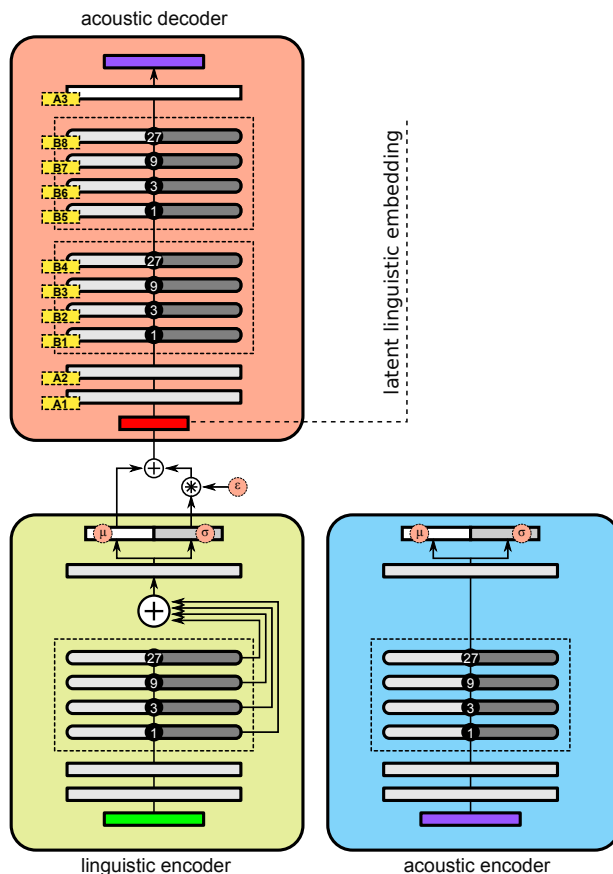 acoustic decoder
A3
B8 27
B7 9
B6 3
B5 1
B4 27
B3 9
B2 3
B1 1
A2
A1
latent linguistic embedding
+
* ε
μ σ
μ σ
+
27
9
3
1
27
9
3
1
linguistic encoder
acoustic encoder